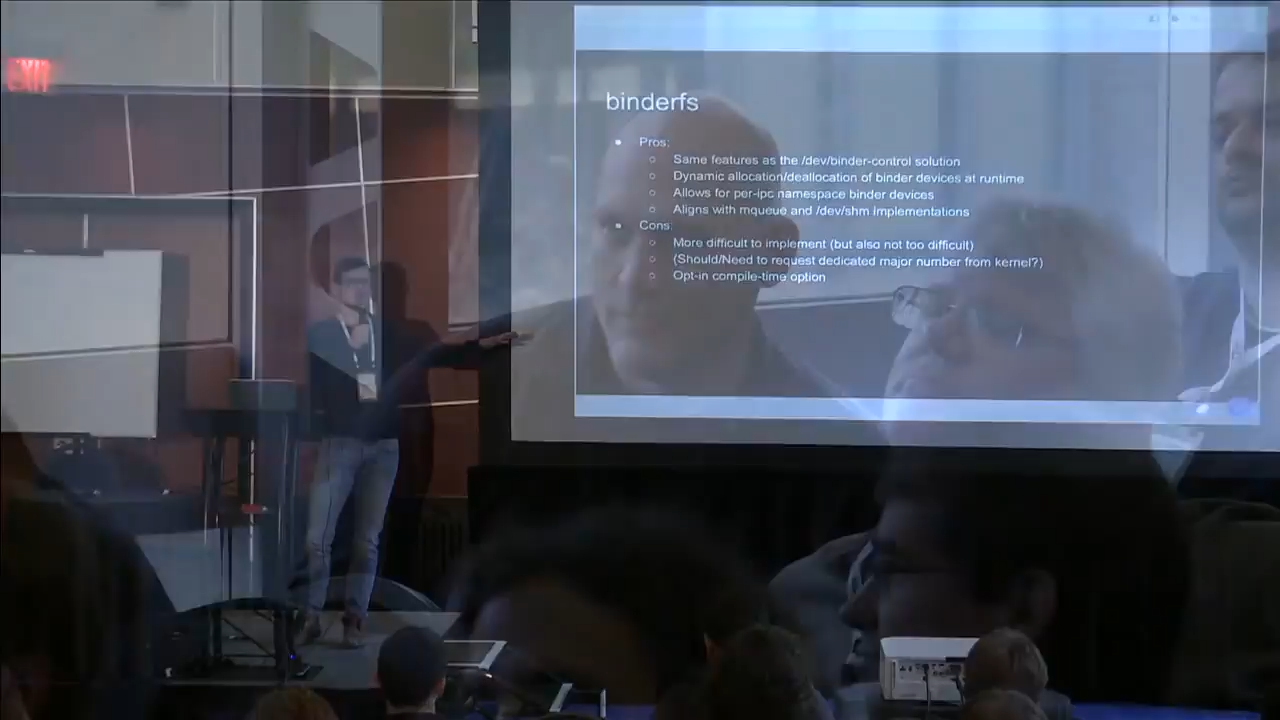 EXIT
binderfs
Pros:
Same features as the /dev/binder-control solution
Dynamic allocation/deallocation of binder devices at runtime
Allows for per-ipc namespace binder devices
Aligns with mqueue and /dev/shm implementations
Cons:
More difficult to implement (but also not too difficult)
(Should/Need to request dedicated major number from kernel?)
Opt-in compile-time option